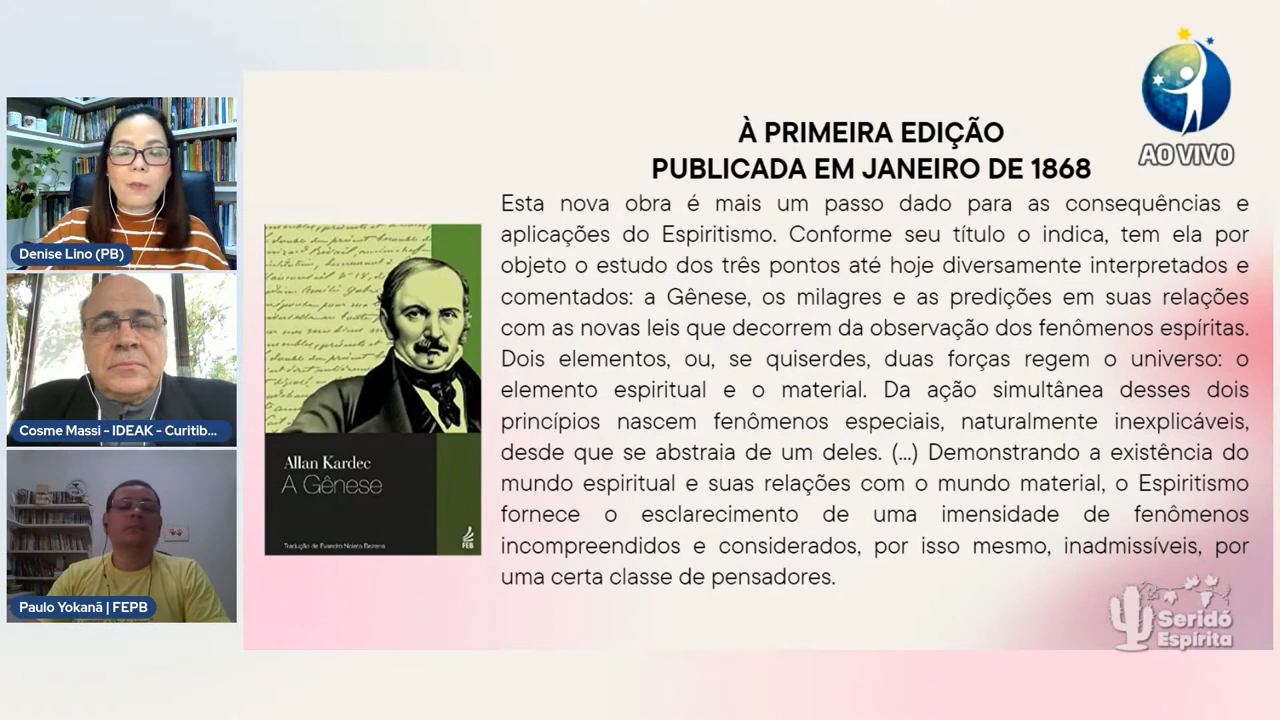 Denise Lino (PB)
Cosme Massi - IDEAK - Curitib...
Paulo Yokanã | FEPB
Allan Kardec
A Gênese
Tradução de Evandro Noleto Bezerra
FEB
À PRIMEIRA EDIÇÃO
PUBLICADA EM JANEIRO DE 1868
Esta nova obra é mais um passo dado para as consequências e
aplicações do Espiritismo. Conforme seu título o indica, tem ela por
objeto o estudo dos três pontos até hoje diversamente interpretados e
comentados: a Gênese, os milagres e as predições em suas relações
com as novas leis que decorrem da observação dos fenômenos espíritas.
Dois elementos, ou, se quiserdes, duas forças regem o universo: o
elemento espiritual e o material. Da ação simultânea desses dois
princípios nascem fenômenos especiais, naturalmente inexplicáveis,
desde que se abstraia de um deles. (...) Demonstrando a existência do
mundo espiritual e suas relações com o mundo material, o Espiritismo
fornece o esclarecimento de uma imensidade de fenômenos
incompreendidos e considerados, por isso mesmo, inadmissíveis, por
uma certa classe de pensadores.
AO VIVO
Seridó
Espírita